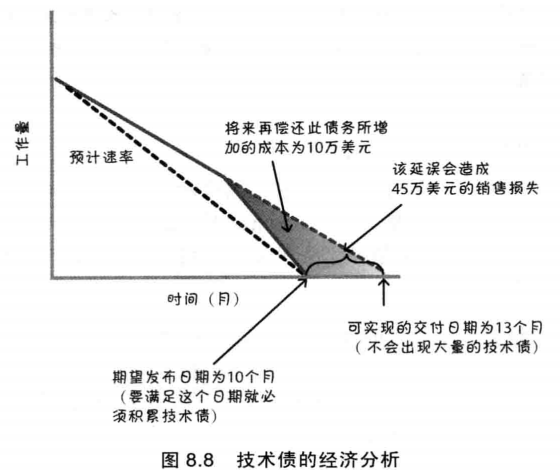 将来再偿还此债务所增
加的成本为10万美元
工作量
预计速率
该延误会造成
45万美元的销售损失
时间（月）
可实现的交付日期为13个月
（不会出现大量的技术债）
期望发布日期为10个月
（要满足这个日期就必
须积累技术债）
图 8.8 技术债的经济分析